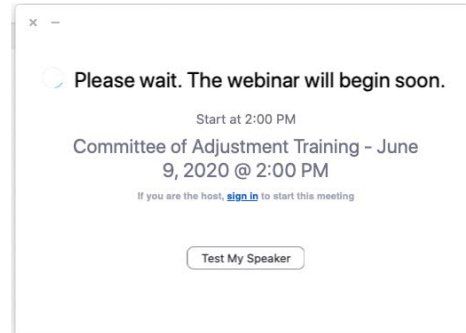 Please wait. The webinar will begin soon.
Start at 2:00 PM
Committee of Adjustment Training - June
9, 2020 @ 2:00 PM
If you are the host, sign in to start this meeting
Test My Speaker